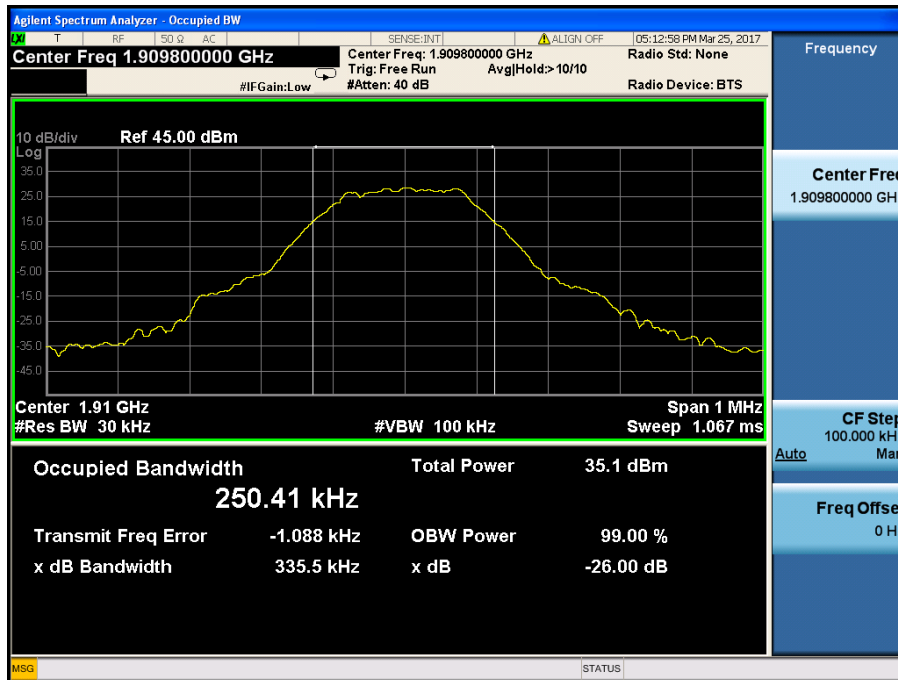 Agilent Spectrum Analyzer - Occupied BW
LXI T RF 50 Ω AC SENSE:INT ALIGN OFF 05:12:58 PM Mar 25, 2017
Center Freq 1.909800000 GHz
Center Freq: 1.909800000 GHz Radio Std: None
Trig: Free Run Avg|Hold:>10/10
#IFGain:Low #Atten: 40 dB Radio Device: BTS
10 dB/div Ref 45.00 dBm
Log
35.0
25.0
15.0
5.00
-5.00
-15.0
-25.0
-35.0
-45.0
Center 1.91 GHz Span 1 MHz
#Res BW 30 kHz #VBW 100 kHz Sweep 1.067 ms
Occupied Bandwidth Total Power 35.1 dBm
250.41 kHz
Transmit Freq Error -1.088 kHz OBW Power 99.00 %
x dB Bandwidth 335.5 kHz x dB -26.00 dB
MSG STATUS
Frequency
Center Fre
1.909800000 GH
CF Step
100.000 kH
Auto Ma
Freq Offse
0 H